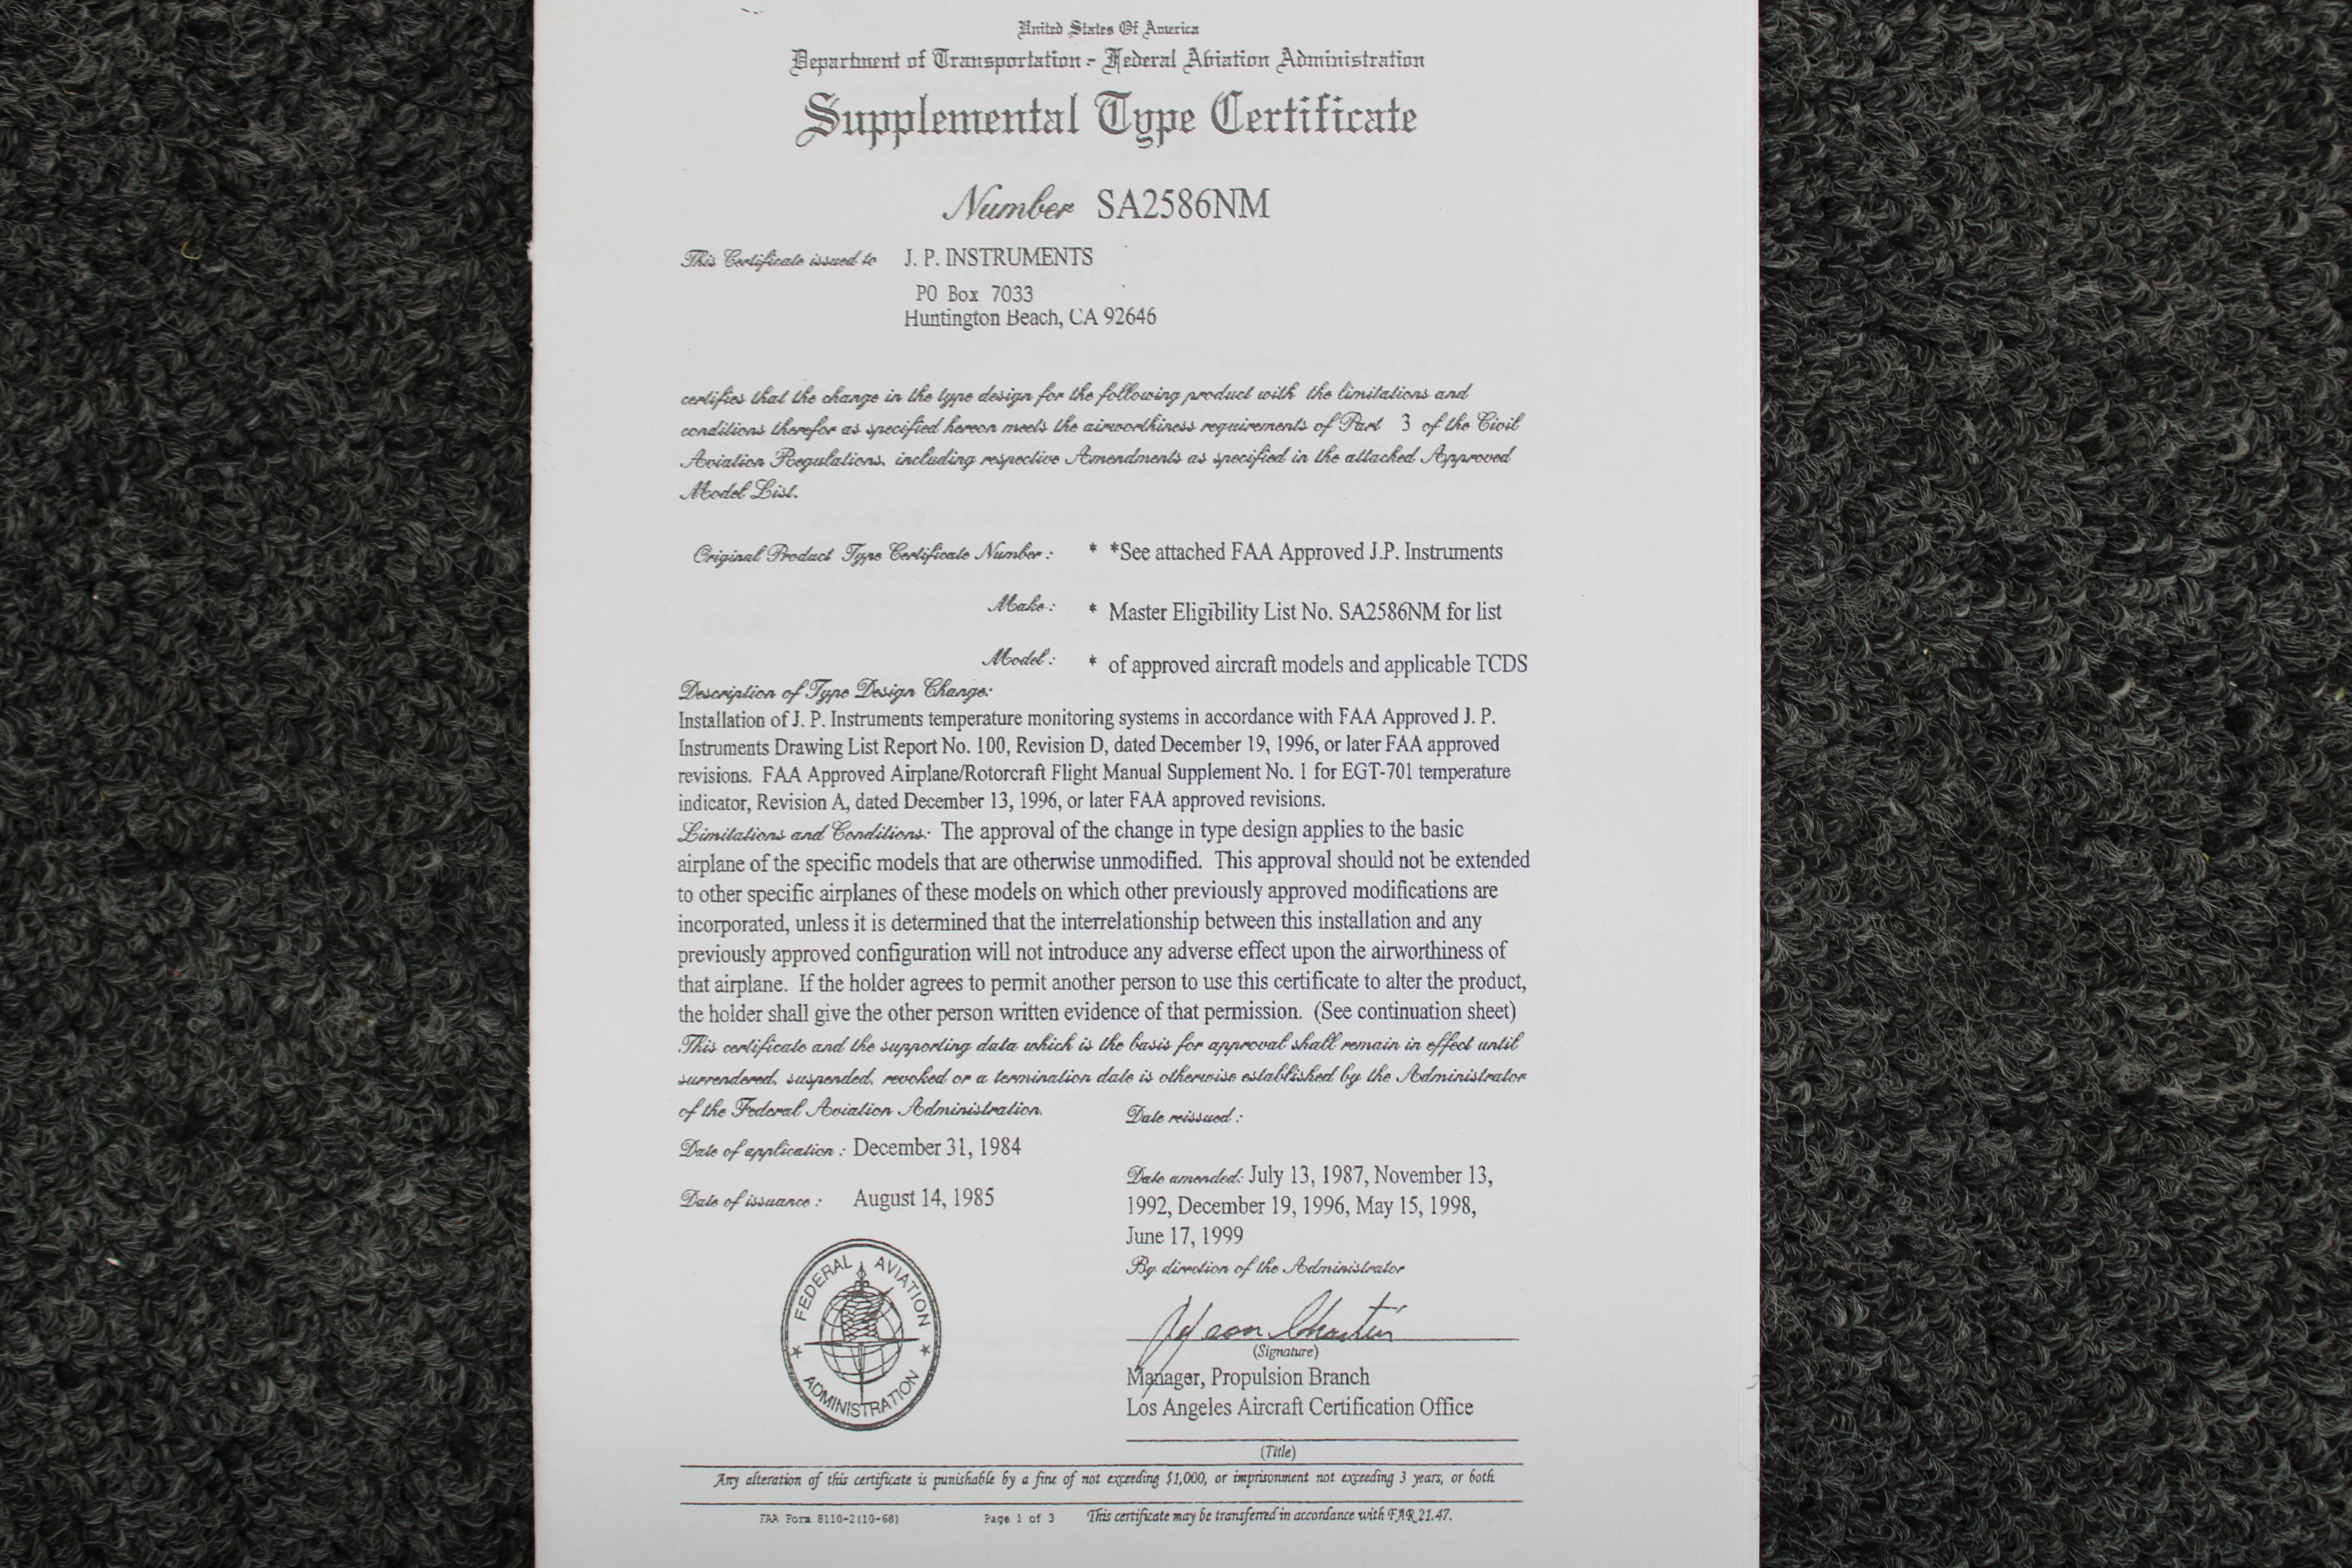 United States Of America
Department of Transportation - Federal Aviation Administration
Supplemental Type Certificate
Number SA2586NM
This Certificate issued to J. P. INSTRUMENTS
PO Box 7033
Huntington Beach, CA 92646
certifies that the change in the type design for the following product with the limitations and
conditions therefor as specified hereon meets the airworthiness requirements of Part 3 of the Civil
Aviation Regulations, including respective Amendments as specified in the attached Approved
Model List.
Original Product Type Certificate Number: * *See attached FAA Approved J.P. Instruments
Make: * Master Eligibility List No. SA2586NM for list
Model: * of approved aircraft models and applicable TCDS
Description of Type Design Change:
Installation of J. P. Instruments temperature monitoring systems in accordance with FAA Approved J. P.
Instruments Drawing List Report No. 100, Revision D, dated December 19, 1996, or later FAA approved
revisions. FAA Approved Airplane/Rotorcraft Flight Manual Supplement No. 1 for EGT-701 temperature
indicator, Revision A, dated December 13, 1996, or later FAA approved revisions.
Limitations and Conditions: The approval of the change in type design applies to the basic
airplane of the specific models that are otherwise unmodified. This approval should not be extended
to other specific airplanes of these models on which other previously approved modifications are
incorporated, unless it is determined that the interrelationship between this installation and any
previously approved configuration will not introduce any adverse effect upon the airworthiness of
that airplane. If the holder agrees to permit another person to use this certificate to alter the product,
the holder shall give the other person written evidence of that permission. (See continuation sheet)
This certificate and the supporting data which is the basis for approval shall remain in effect until
surrendered, suspended, revoked or a termination date is otherwise established by the Administrator
of the Federal Aviation Administration.
Date of application: December 31, 1984
Date of issuance: August 14, 1985
Date reissued:
Date amended: July 13, 1987, November 13,
1992, December 19, 1996, May 15, 1998,
June 17, 1999
By direction of the Administrator
(Signature)
Manager, Propulsion Branch
Los Angeles Aircraft Certification Office
(Title)
FEDERAL AVIATION
ADMINISTRATION
Any alteration of this certificate is punishable by a fine of not exceeding $1,000, or imprisonment not exceeding 3 years, or both.
FAA Form 8110-2(10-68) Page 1 of 3 This certificate may be transferred in accordance with FAR 21.47.